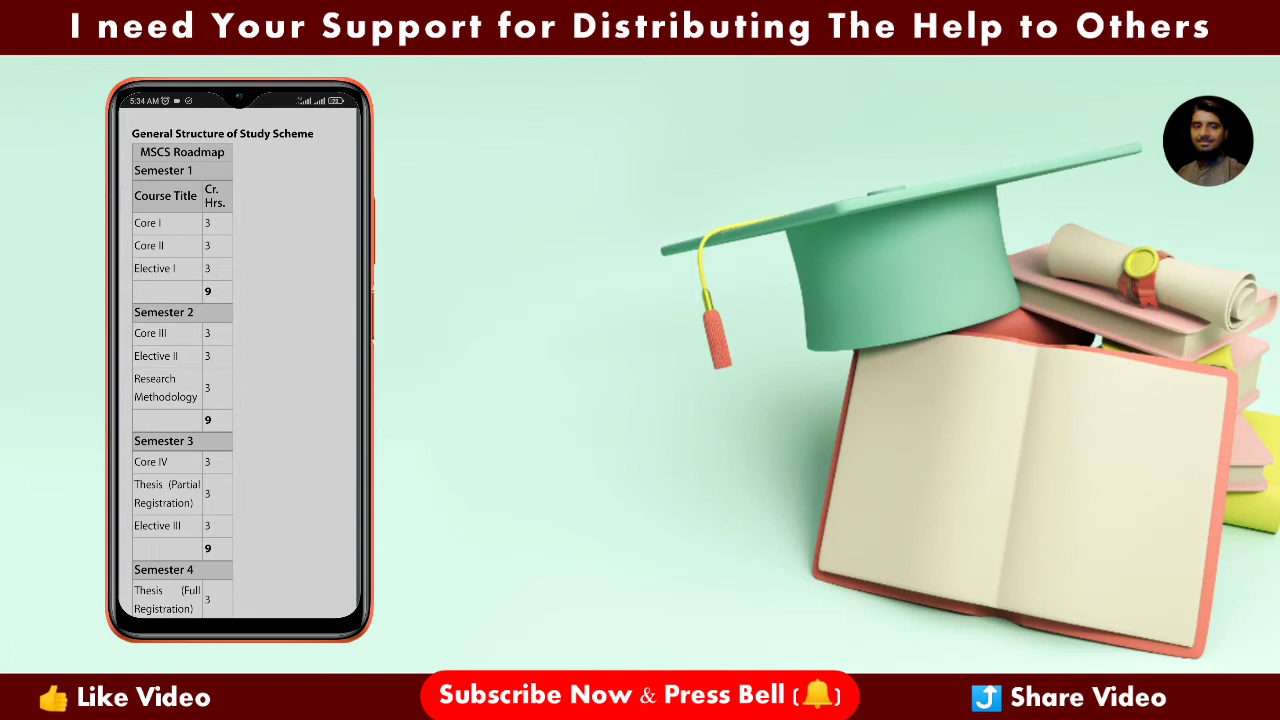 I need Your Support for Distributing The Help to Others
5:34 AM
General Structure of Study Scheme
MSCS Roadmap
Semester 1
Course Title Cr. Hrs.
Core I 3
Core II 3
Elective I 3
9
Semester 2
Core III 3
Elective II 3
Research
Methodology 3
9
Semester 3
Core IV 3
Thesis (Partial
Registration) 3
Elective III 3
9
Semester 4
Thesis (Full
Registration) 3
👍 Like Video
Subscribe Now & Press Bell (🔔)
Share Video